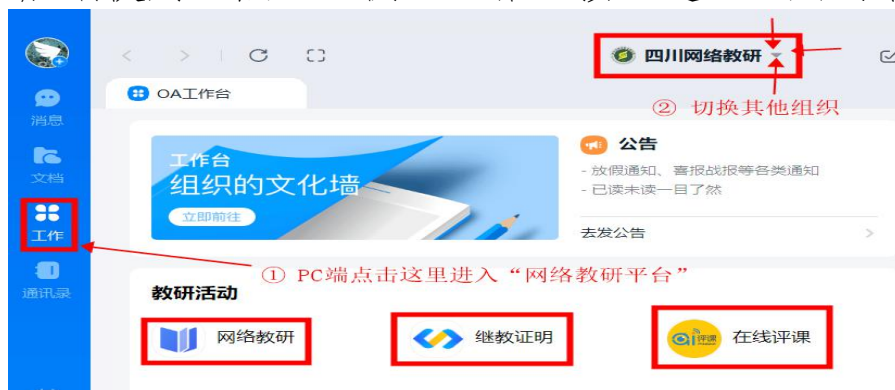 四川网络教研
OA工作台
② 切换其他组织
消息
文档
工作
通讯录
工作台
组织的文化墙
立即前往
公告
- 放假通知、喜报战报等各类通知
- 已读未读一目了然
去发公告
① PC端点击这里进入“网络教研平台”
教研活动
网络教研
继教证明
评课
在线评课